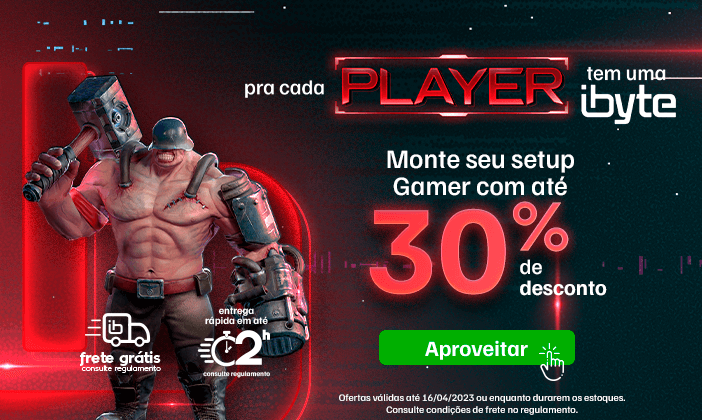 pra cada
PLAYER
tem uma
ibyte
Monte seu setup
Gamer com até
30%
de
desconto
entrega
rápida em até
2h
consulte regulamento
ib
frete grátis
consulte regulamento
Aproveitar
Ofertas válidas até 16/04/2023 ou enquanto durarem os estoques.
Consulte condições de frete no regulamento.